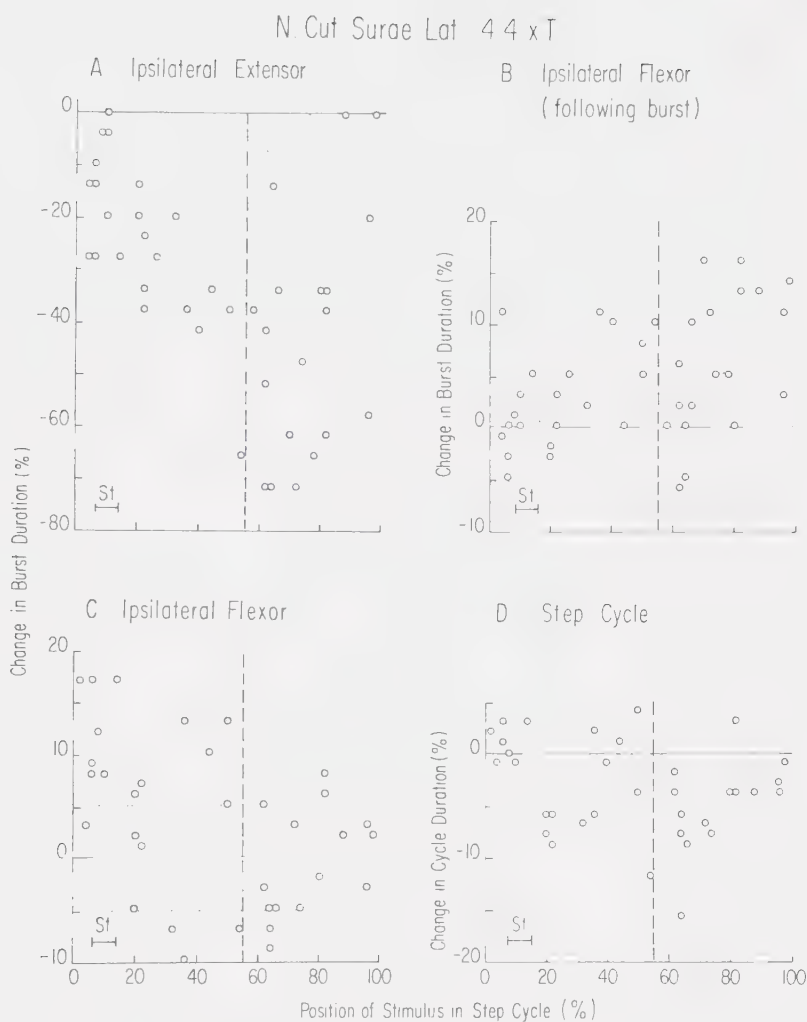 N. Cut Surae Lat 4 4 x T
A Ipsilateral Extensor
0
-20
-40
-60
-80
St
B Ipsilateral Flexor
(following burst)
20
10
0
-10
Change in Burst Duration (%)
St
Change in Burst Duration (%)
C Ipsilateral Flexor
20
10
0
-10
St
0 20 40 60 80 100
D Step Cycle
0
-10
-20
Change in Cycle Duration (%)
St
0 20 40 60 80 100
Position of Stimulus in Step Cycle (%)